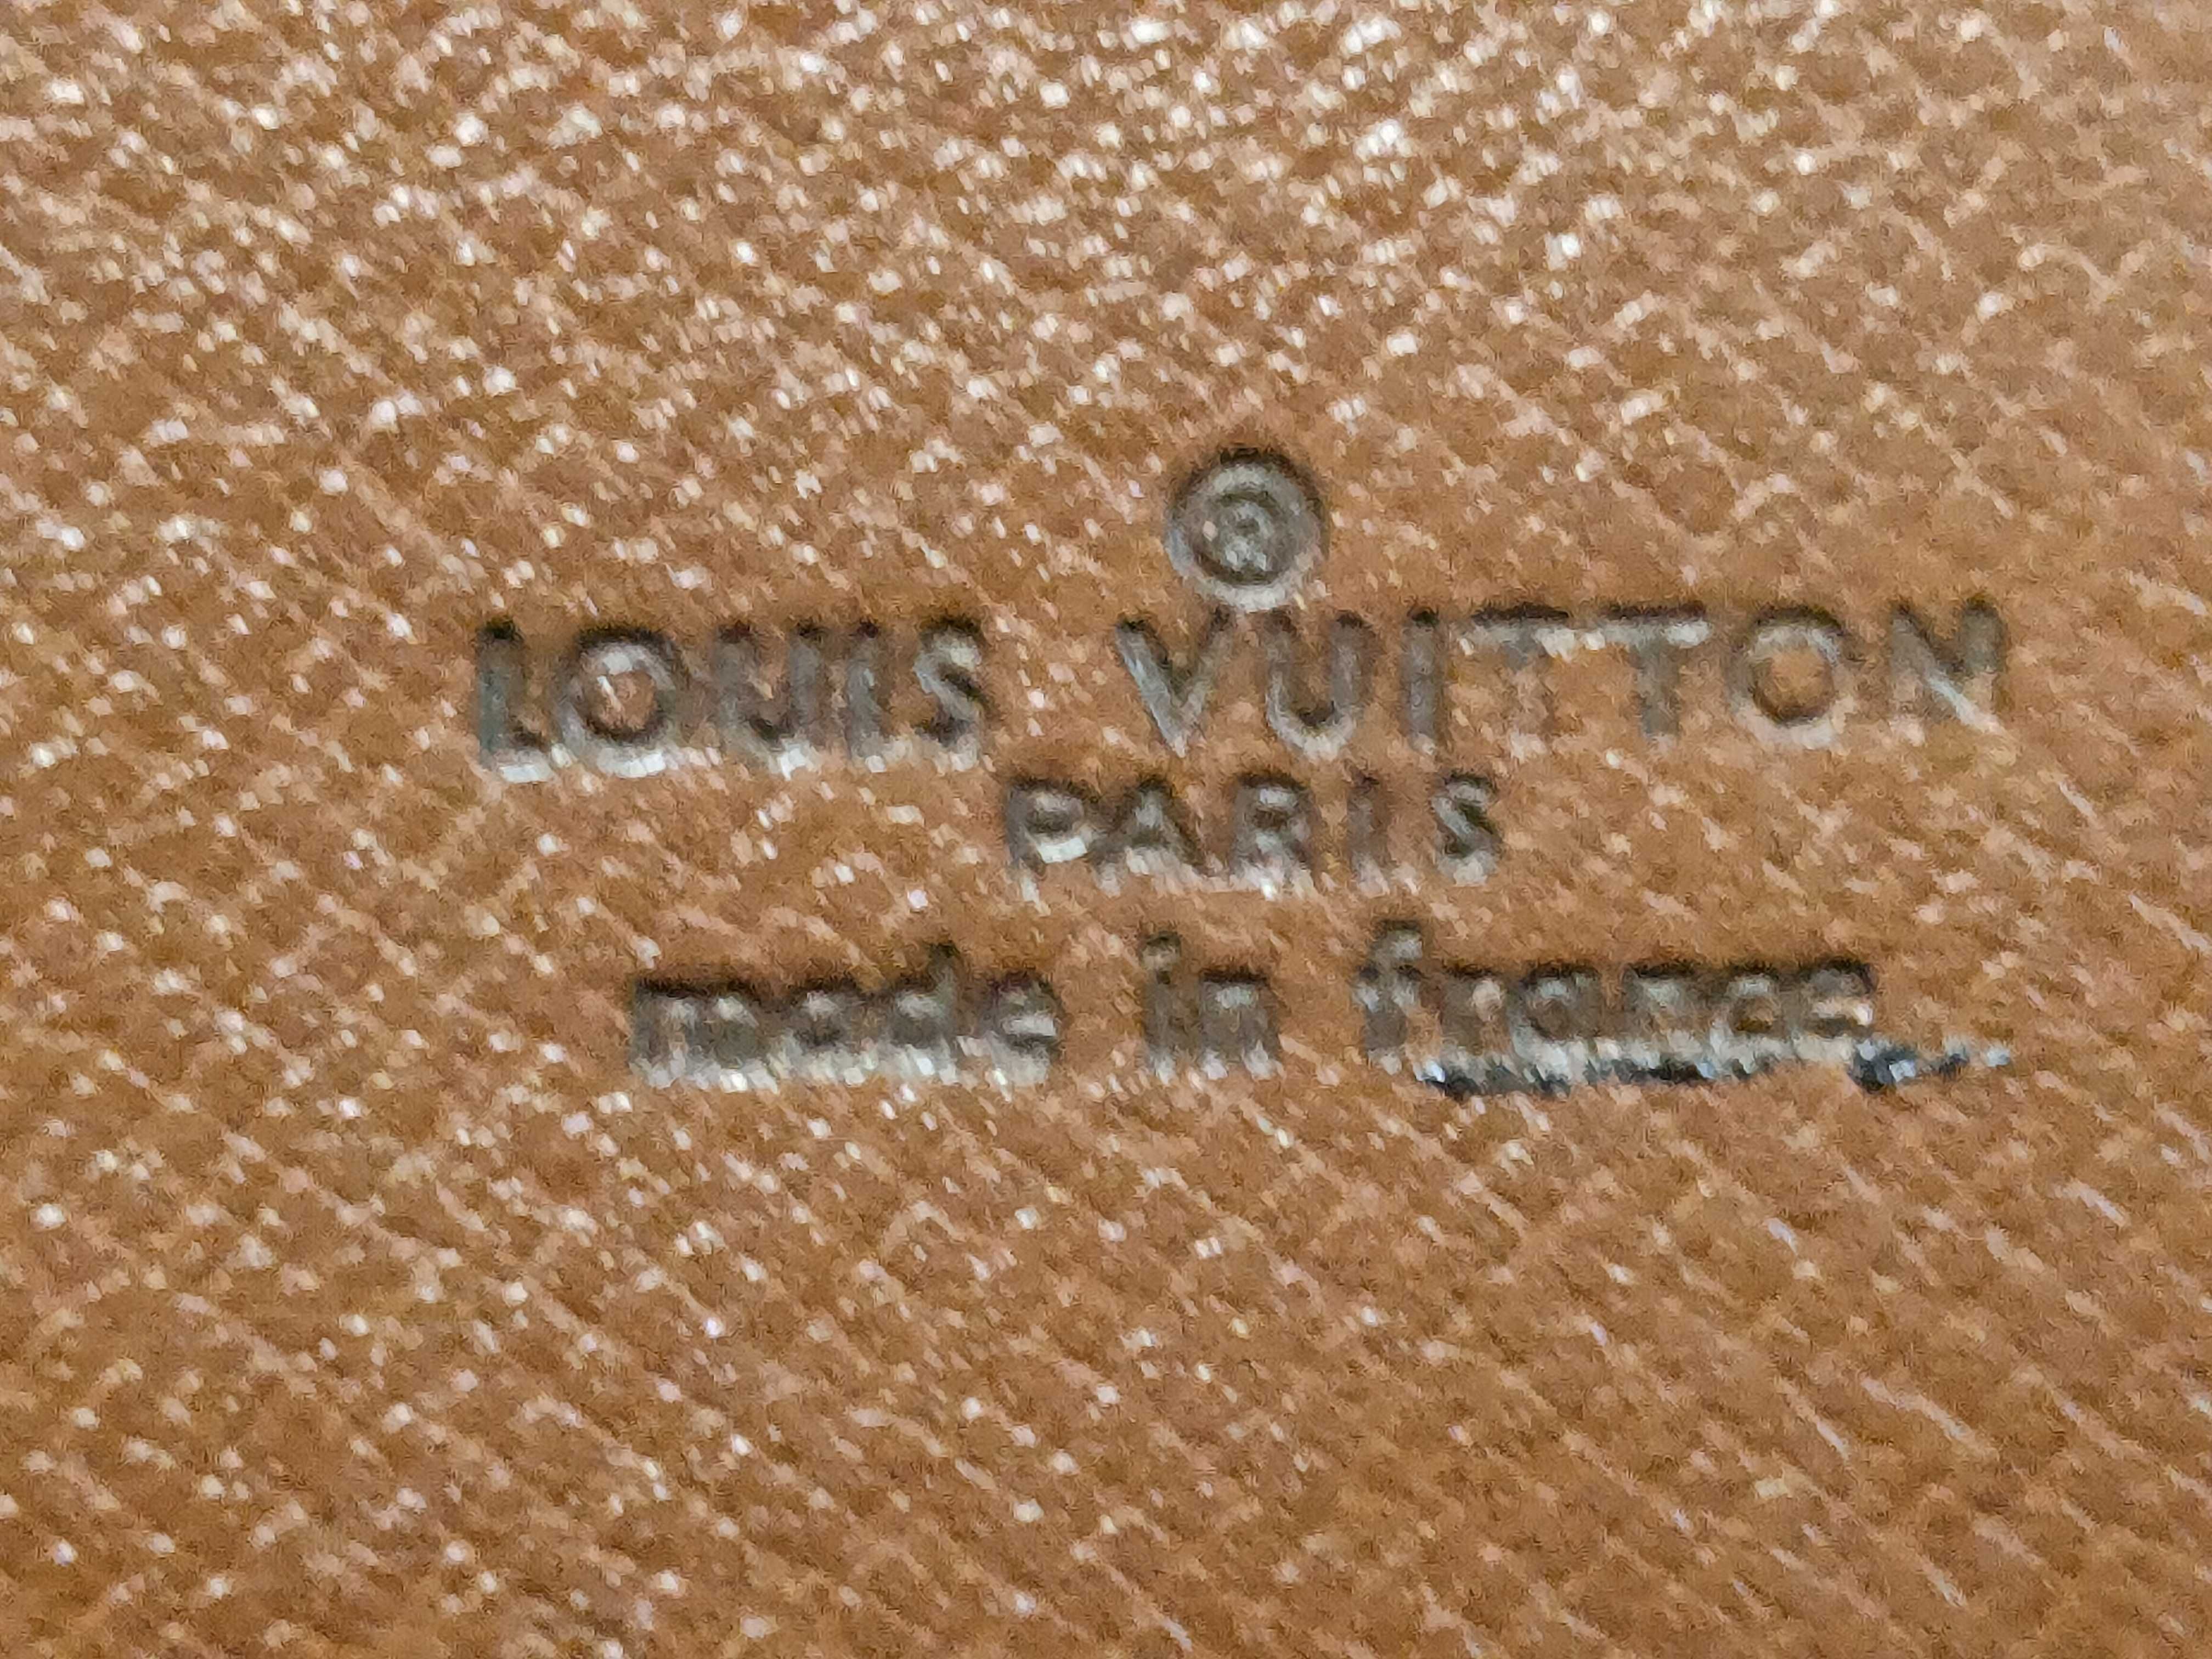 ®
LOUIS VUITTON
PARIS
made in france